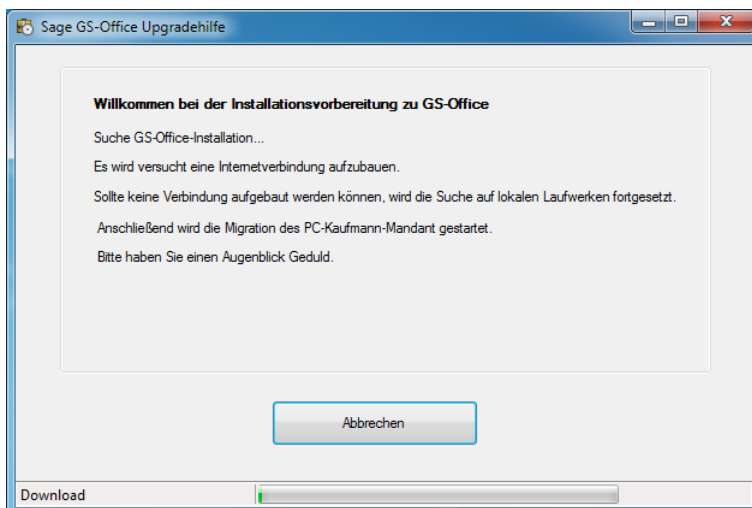 Sage GS-Office Upgradehilfe
Willkommen bei der Installationsvorbereitung zu GS-Office
Suche GS-Office-Installation...
Es wird versucht eine Internetverbindung aufzubauen.
Sollte keine Verbindung aufgebaut werden können, wird die Suche auf lokalen Laufwerken fortgesetzt.
Anschließend wird die Migration des PC-Kaufmann-Mandant gestartet.
Bitte haben Sie einen Augenblick Geduld.
Abbrechen
Download